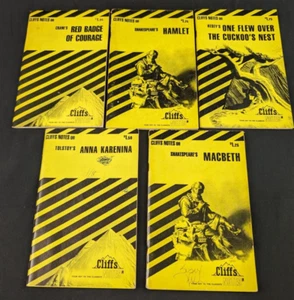 CLIFFS NOTES ON
CRANE'S
RED BADGE
OF COURAGE
Cliffs
CLIFFS NOTES ON
SHAKESPEARE'S
HAMLET
Cliffs
CLIFFS NOTES ON
KESEY'S
ONE FLEW OVER
THE CUCKOO'S NEST
Cliffs
CLIFFS NOTES ON
TOLSTOY'S
ANNA KARENINA
Cliffs
CLIFFS NOTES ON
SHAKESPEARE'S
MACBETH
Cliffs